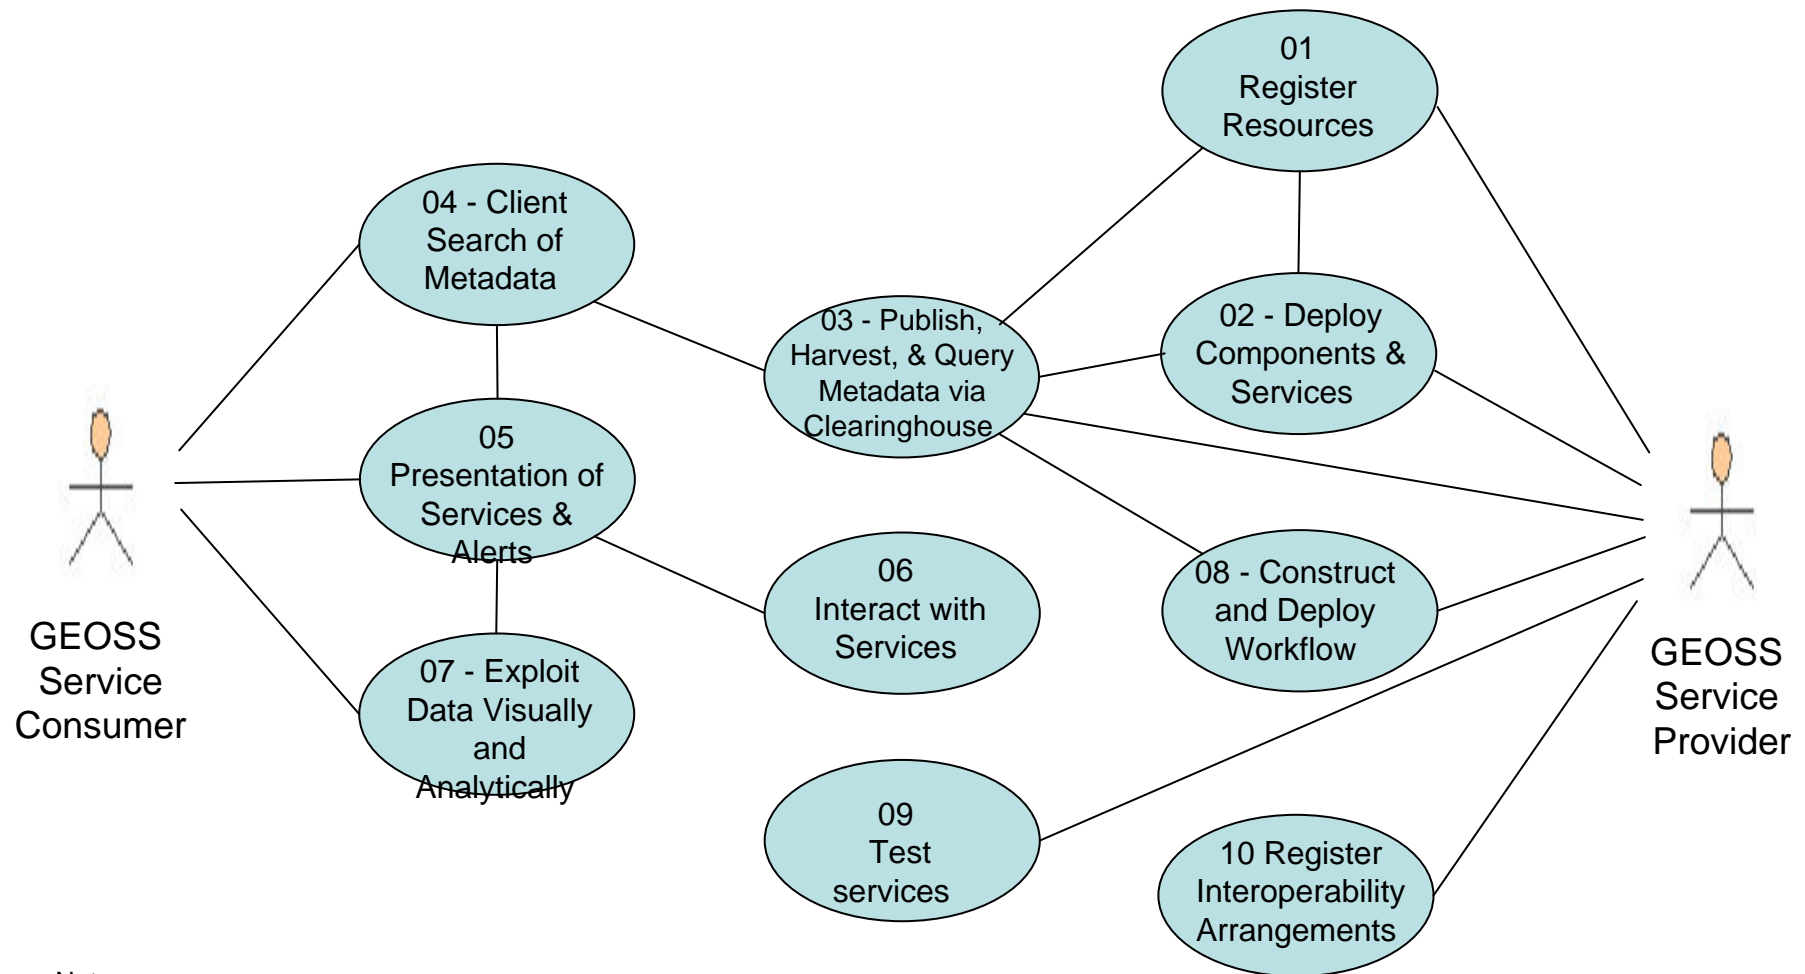 01
Register
Resources
04 - Client
Search of
Metadata
03 - Publish,
Harvest, & Query
Metadata via
Clearinghouse
02 - Deploy
Components &
Services
05
Presentation of
Services &
Alerts
06
Interact with
Services
08 - Construct
and Deploy
Workflow
GEOSS
Service
Consumer
GEOSS
Service
Provider
07 - Exploit
Data Visually
and
Analytically
09
Test
services
10 Register
Interoperability
Arrangements